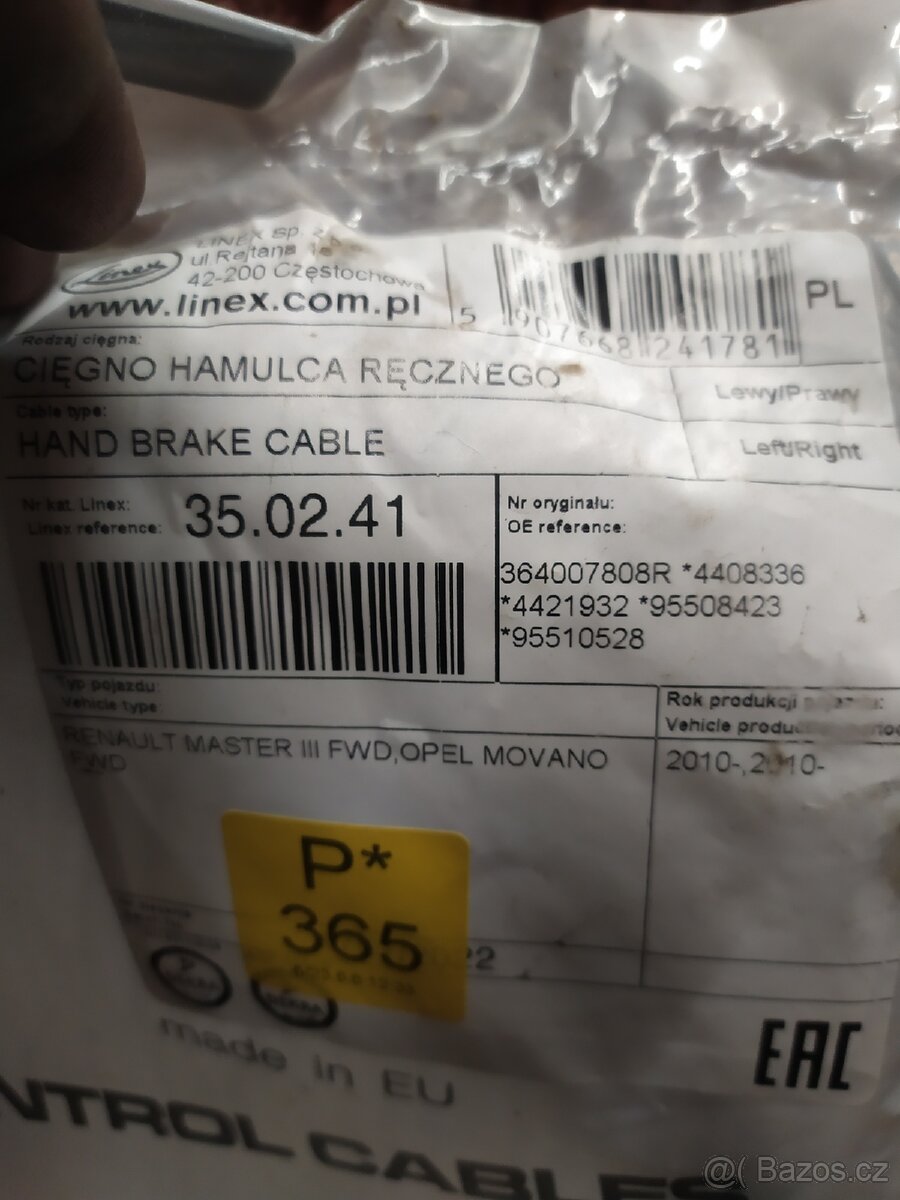 LINEX Sp. z
ul. Rejtana
42-200 Częstochowa
Linex
www.linex.com.pl
5 907668 241781
PL
Rodzaj cięgna:
CIĘGNO HAMULCA RĘCZNEGO
Lewy/Prawy
Cable type:
HAND BRAKE CABLE
Left/Right
Nr kat. Linex:
Linex reference: 35.02.41
Nr oryginału:
OE reference:
364007808R *4408336
*4421932 *95508423
*95510528
Typ pojazdu:
Vehicle type:
Rok produkcji
Vehicle
RENAULT MASTER III FWD,OPEL MOVANO
FWD
2010-,2010-
P*
365
22
made in EU
EAC
NTROL CABLES
@( Bazos.cz